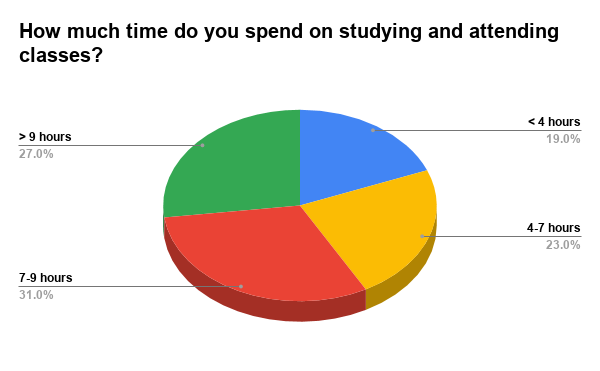 How much time do you spend on studying and attending
classes?
> 9 hours
27.0%
< 4 hours
19.0%
4-7 hours
23.0%
7-9 hours
31.0%